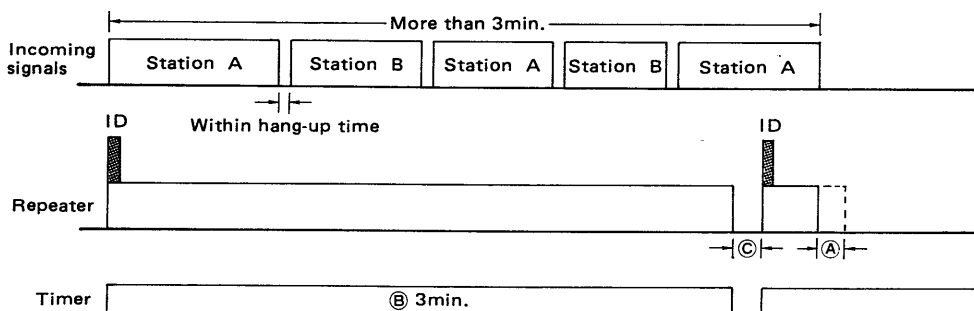 More than 3min.
Incoming signals
Station A
Station B
Station A
Station B
Station A
Within hang-up time
ID
ID
Repeater
Ⓒ
Ⓐ
Timer
Ⓑ 3min.